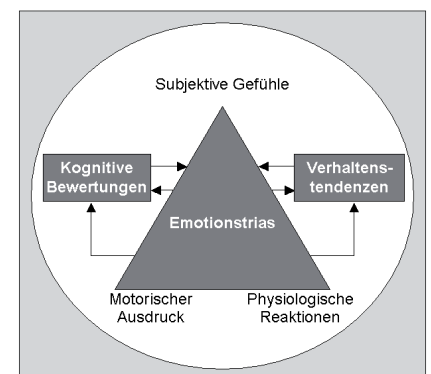 Subjektive Gefühle
Kognitive
Bewertungen
Verhaltens-
tendenzen
Emotionstrias
Motorischer
Ausdruck
Physiologische
Reaktionen